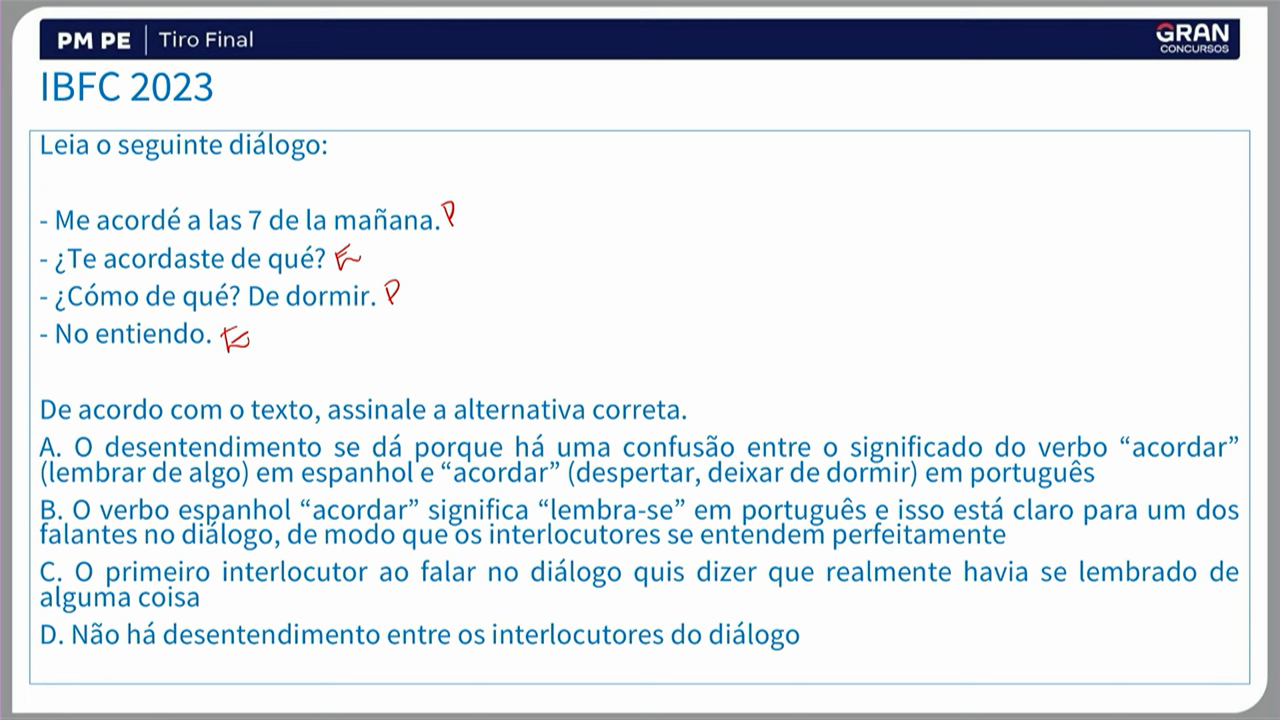 PM PE | Tiro Final
GRAN
CONCURSOS
IBFC 2023
Leia o seguinte diálogo:
- Me acordé a las 7 de la mañana. P
- ¿Te acordaste de qué? E
- ¿Cómo de qué? De dormir. P
- No entiendo. E
De acordo com o texto, assinale a alternativa correta.
A. O desentendimento se dá porque há uma confusão entre o significado do verbo “acordar”
(lembrar de algo) em espanhol e “acordar” (despertar, deixar de dormir) em português
B. O verbo espanhol “acordar” significa “lembra-se” em português e isso está claro para um dos
falantes no diálogo, de modo que os interlocutores se entendem perfeitamente
C. O primeiro interlocutor ao falar no diálogo quis dizer que realmente havia se lembrado de
alguma coisa
D. Não há desentendimento entre os interlocutores do diálogo